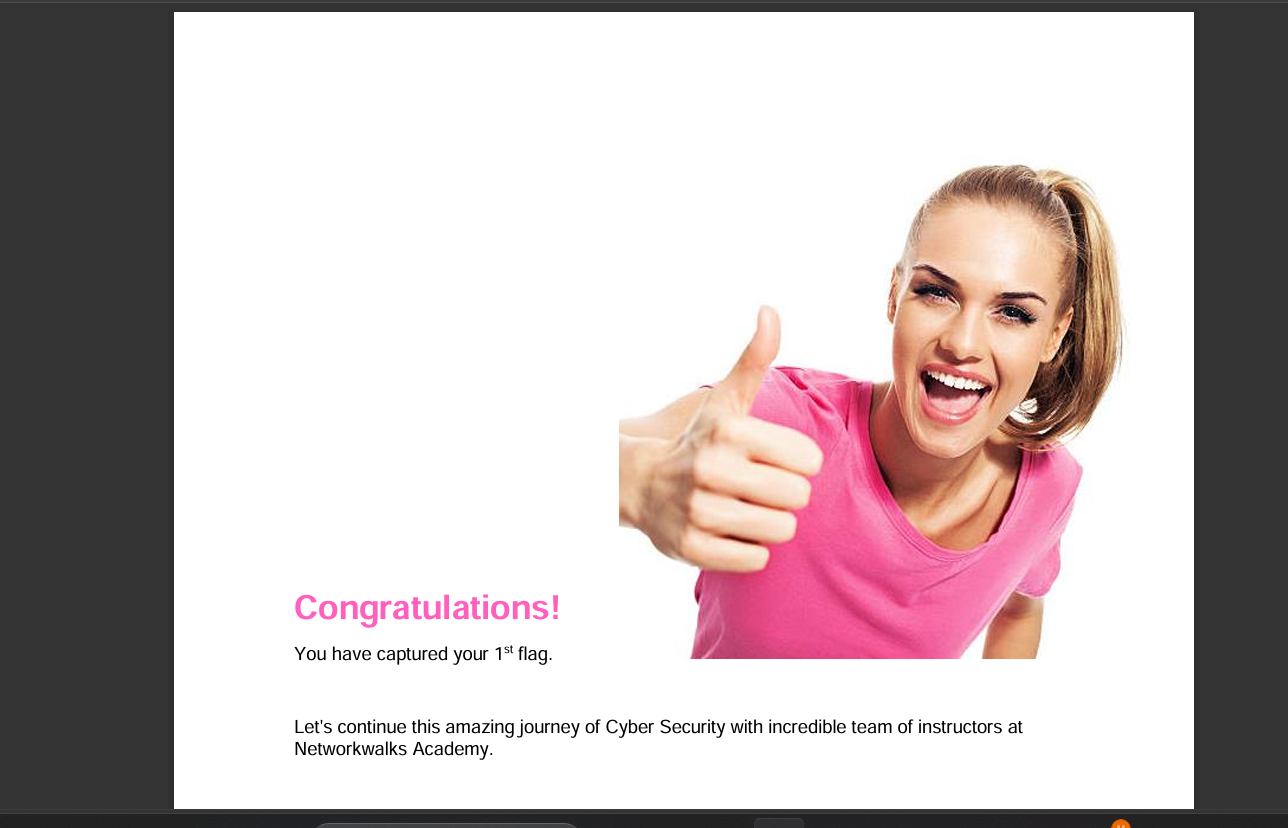 Congratulations!
You have captured your 1st flag.
Let's continue this amazing journey of Cyber Security with incredible team of instructors at
Networkwalks Academy.